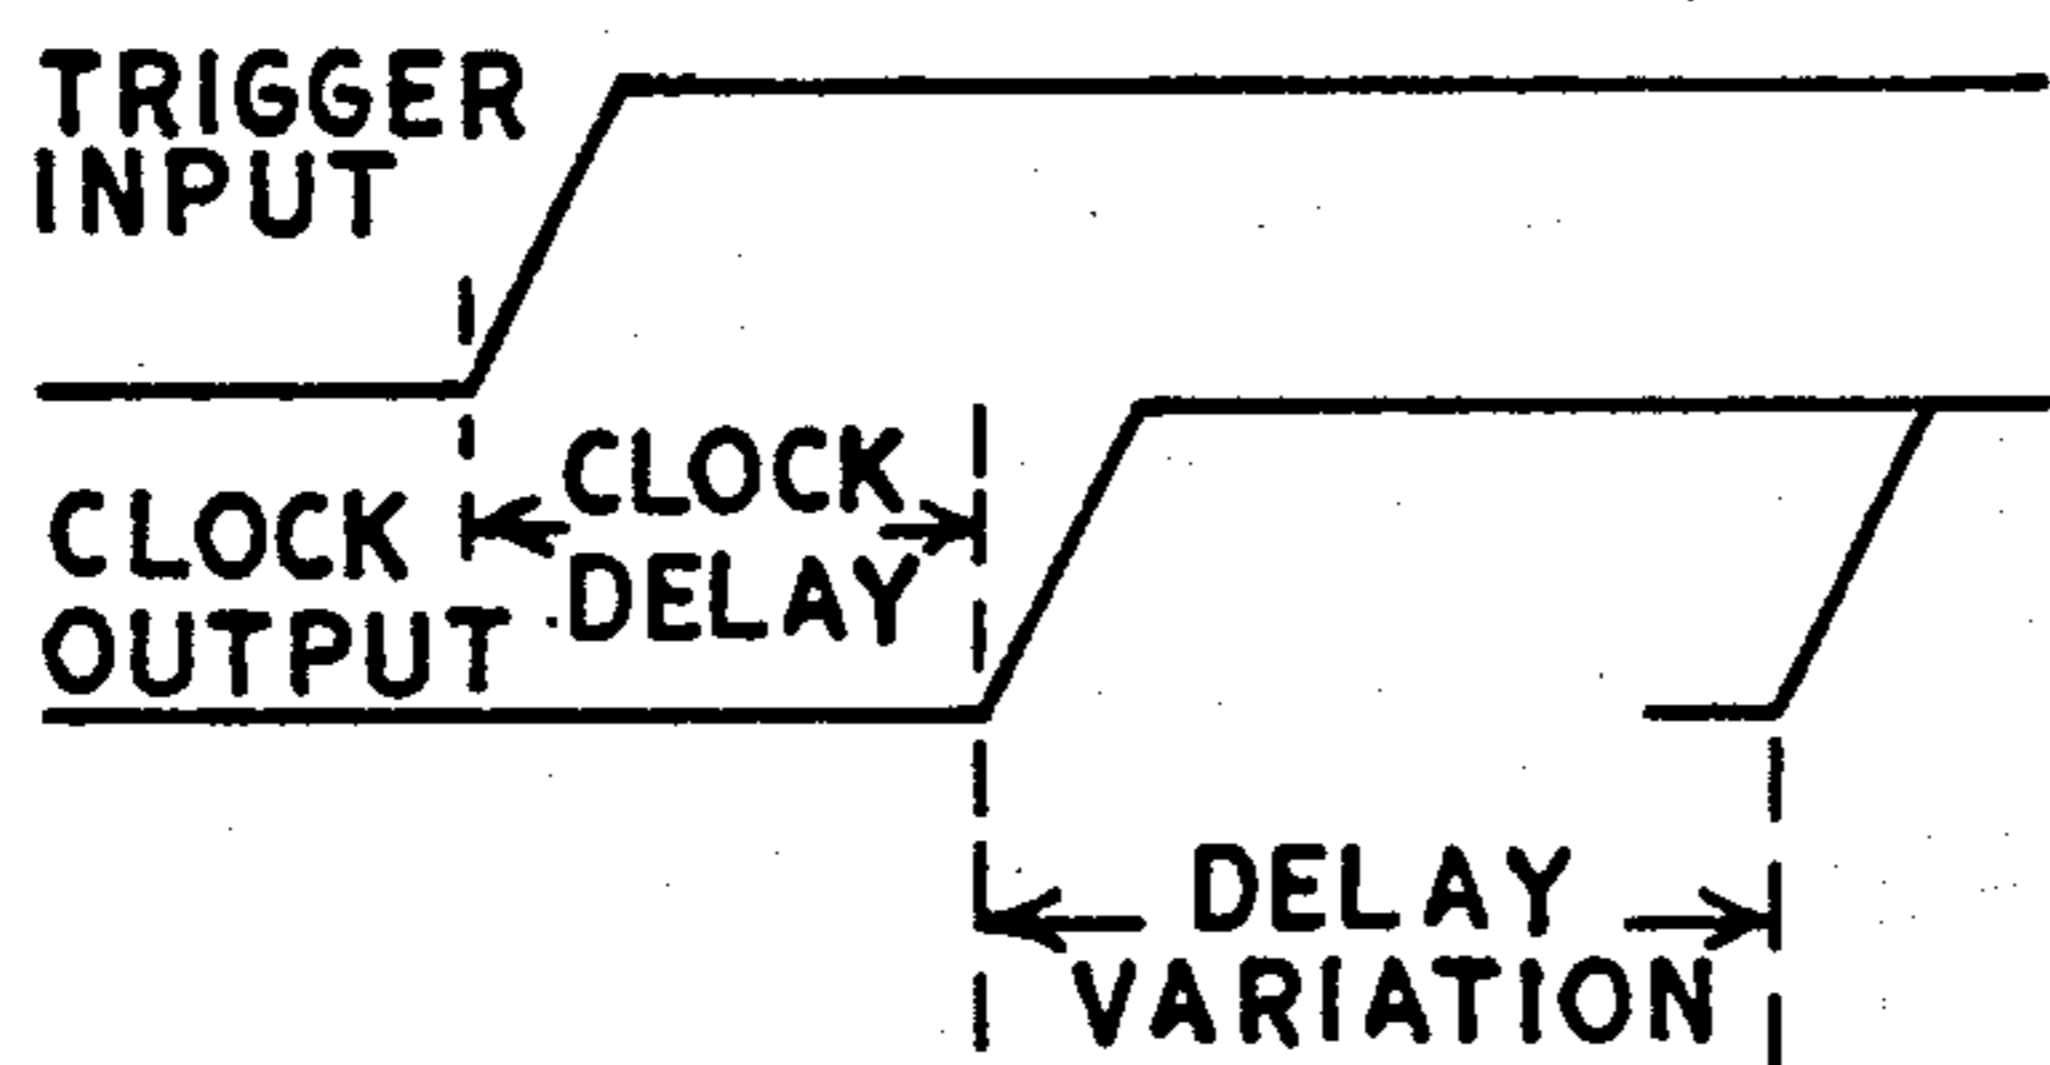 TRIGGER
INPUT
CLOCK
DELAY
CLOCK
OUTPUT
DELAY
VARIATION